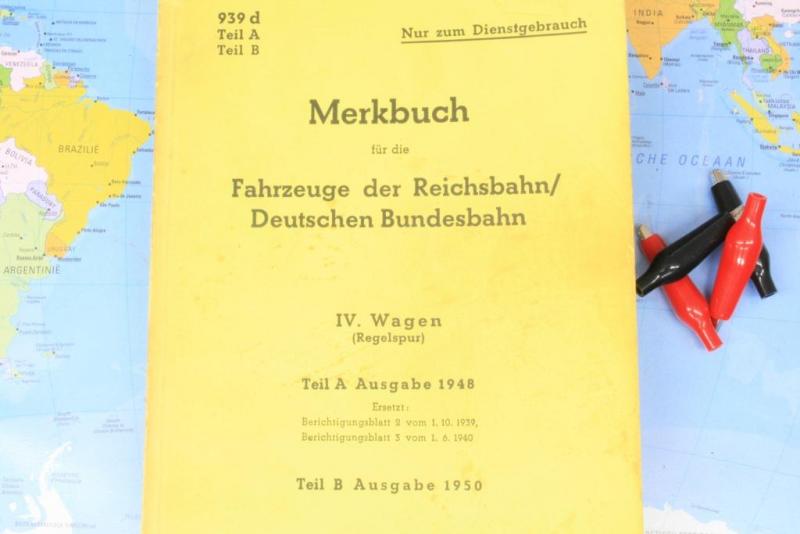 939 d
Teil A
Teil B
Nur zum Dienstgebrauch
Merkbuch
für die
Fahrzeuge der Reichsbahn/
Deutschen Bundesbahn
IV. Wagen
(Regelspur)
Teil A Ausgabe 1948
Ersetzt:
Berichtigungsblatt 2 vom 1. 10. 1939,
Berichtigungsblatt 3 vom 1. 6. 1940
Teil B Ausgabe 1950
VENEZUELA
BRAZILIË
BOLIVIA
PARAGUAY
URUGUAY
ARGENTINIË
INDIA
THAILAND
CHE OCEAAN